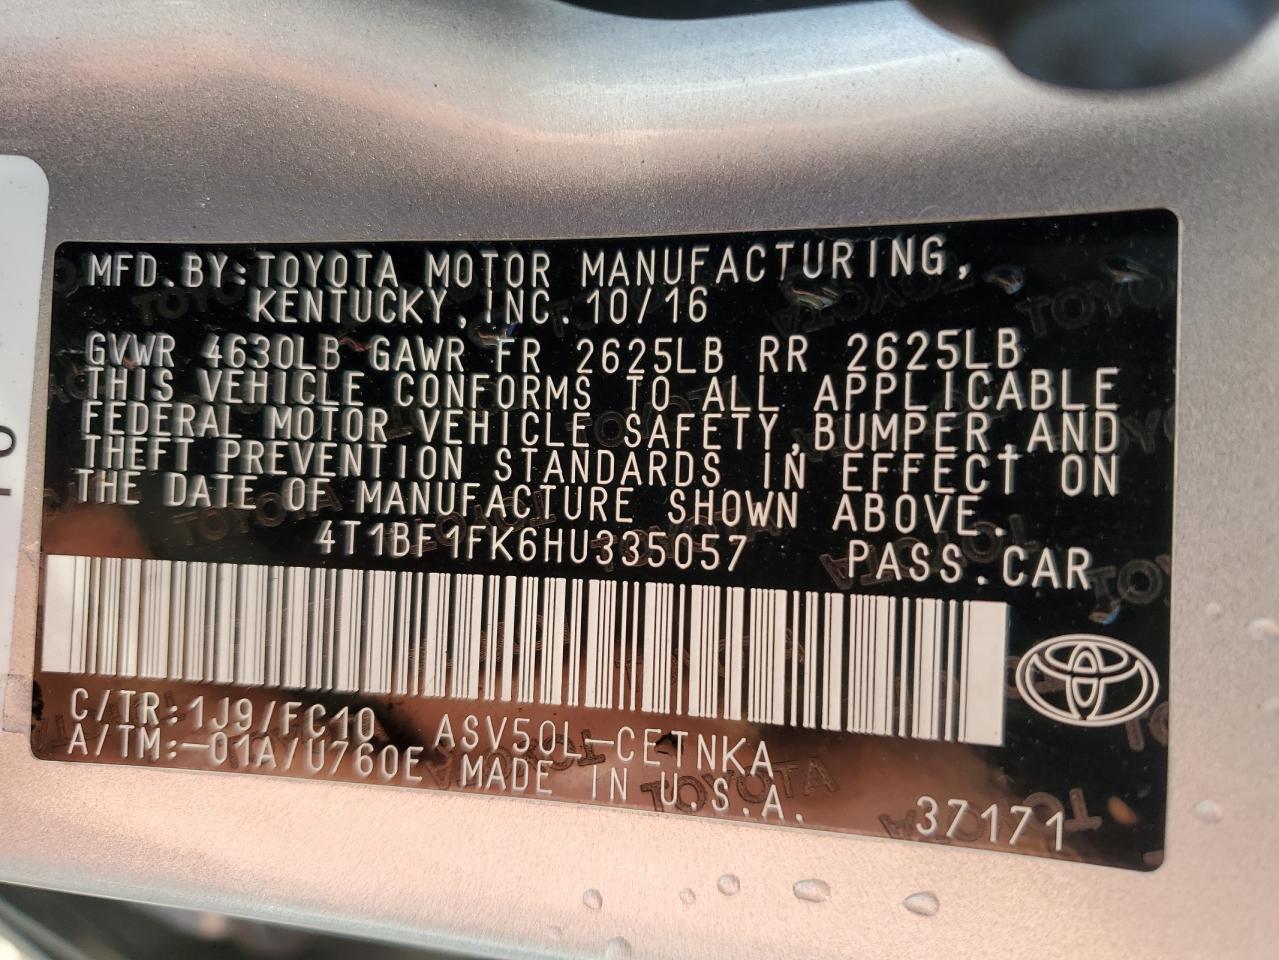 MFD.BY:TOYOTA MOTOR MANUFACTURING,
KENTUCKY, INC. 10/16
GVWR 4630LB GAWR FR 2625LB RR 2625LB
THIS VEHICLE CONFORMS TO ALL APPLICABLE
FEDERAL MOTOR VEHICLE SAFETY,BUMPER,AND
THEFT PREVENTION STANDARDS IN EFFECT ON
THE DATE OF MANUFACTURE SHOWN ABOVE.
4T1BF1FK6HU335057 PASS.CAR
C/TR:1J9/FC10 ASV50L-CETNKA
A/TM:-01A/U760E MADE IN U.S.A.
37171